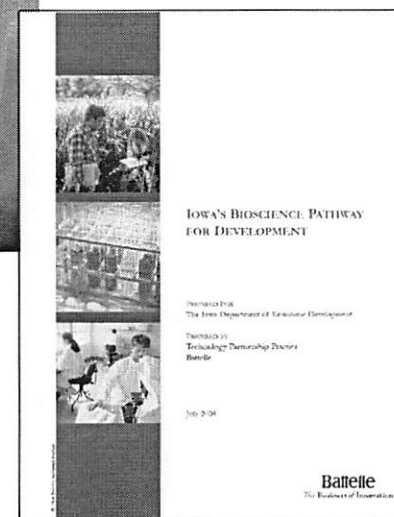 IOWA'S BIOSCIENCE PATHWAY
FOR DEVELOPMENT
PREPARED FOR
The Iowa Department of Economic Development
PREPARED BY
Technology Partnership Practice
Battelle
July 2004
Battelle
The Business of Innovation